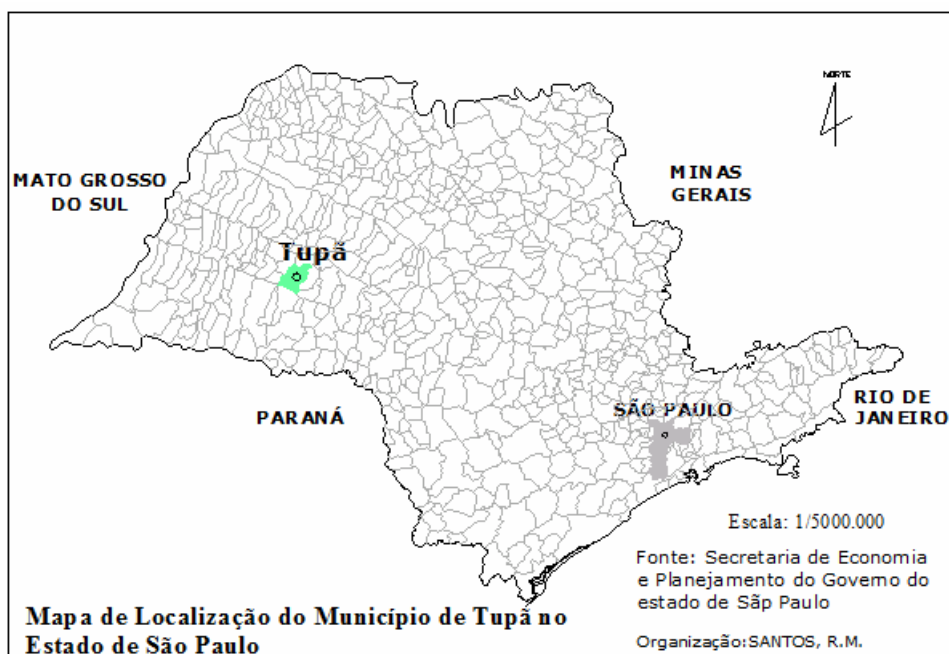 NORTE
MATO GROSSO
DO SUL
MINAS
GERAIS
Tupã
PARANÁ
SÃO PAULO
RIO DE
JANEIRO
Escala: 1/5000.000
Fonte: Secretaria de Economia
e Planejamento do Governo do
estado de Sãp Paulo
Mapa de Localização do Município de Tupã no
Estado de São Paulo
Organização:SANTOS, R.M.